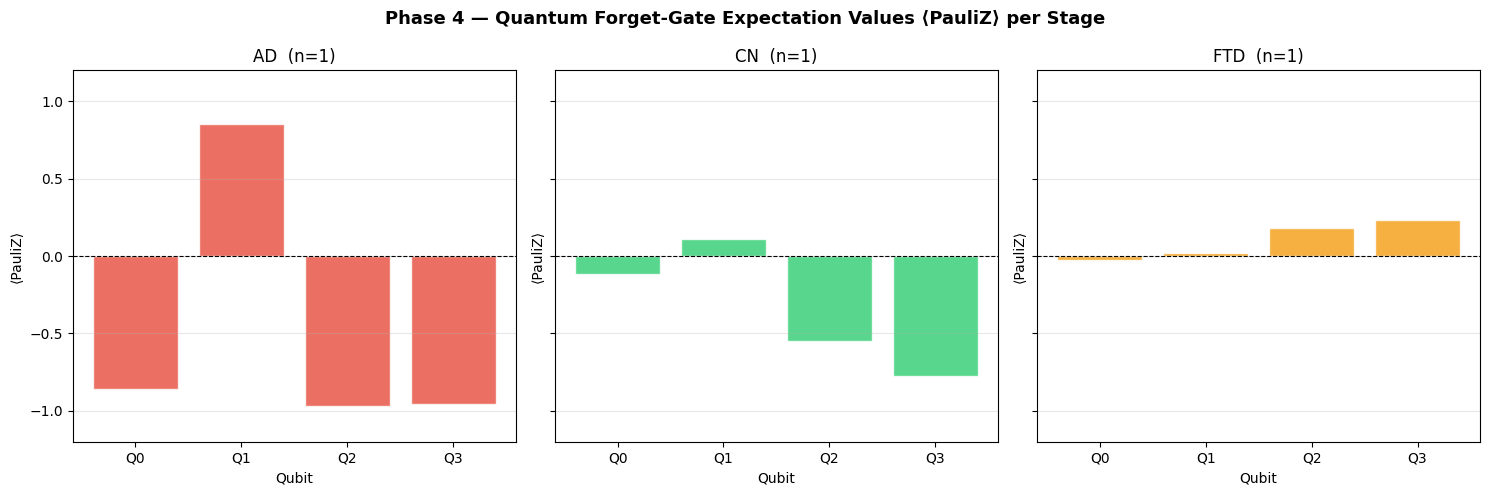 Phase 4 — Quantum Forget-Gate Expectation Values ⟨PauliZ⟩ per Stage
AD (n=1)
⟨PauliZ⟩
1.0
0.5
0.0
−0.5
−1.0
Q0 Q1 Q2 Q3
Qubit
CN (n=1)
⟨PauliZ⟩
Q0 Q1 Q2 Q3
Qubit
FTD (n=1)
⟨PauliZ⟩
Q0 Q1 Q2 Q3
Qubit